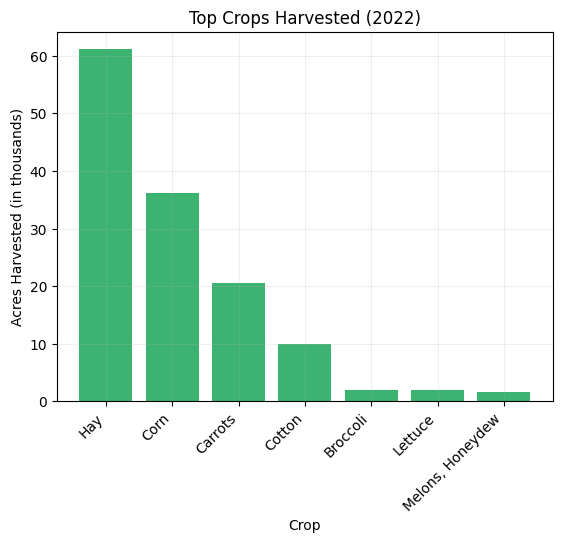 Top Crops Harvested (2022)
Acres Harvested (in thousands)
60
50
40
30
20
10
0
Hay
Corn
Carrots
Cotton
Broccoli
Lettuce
Melons, Honeydew
Crop